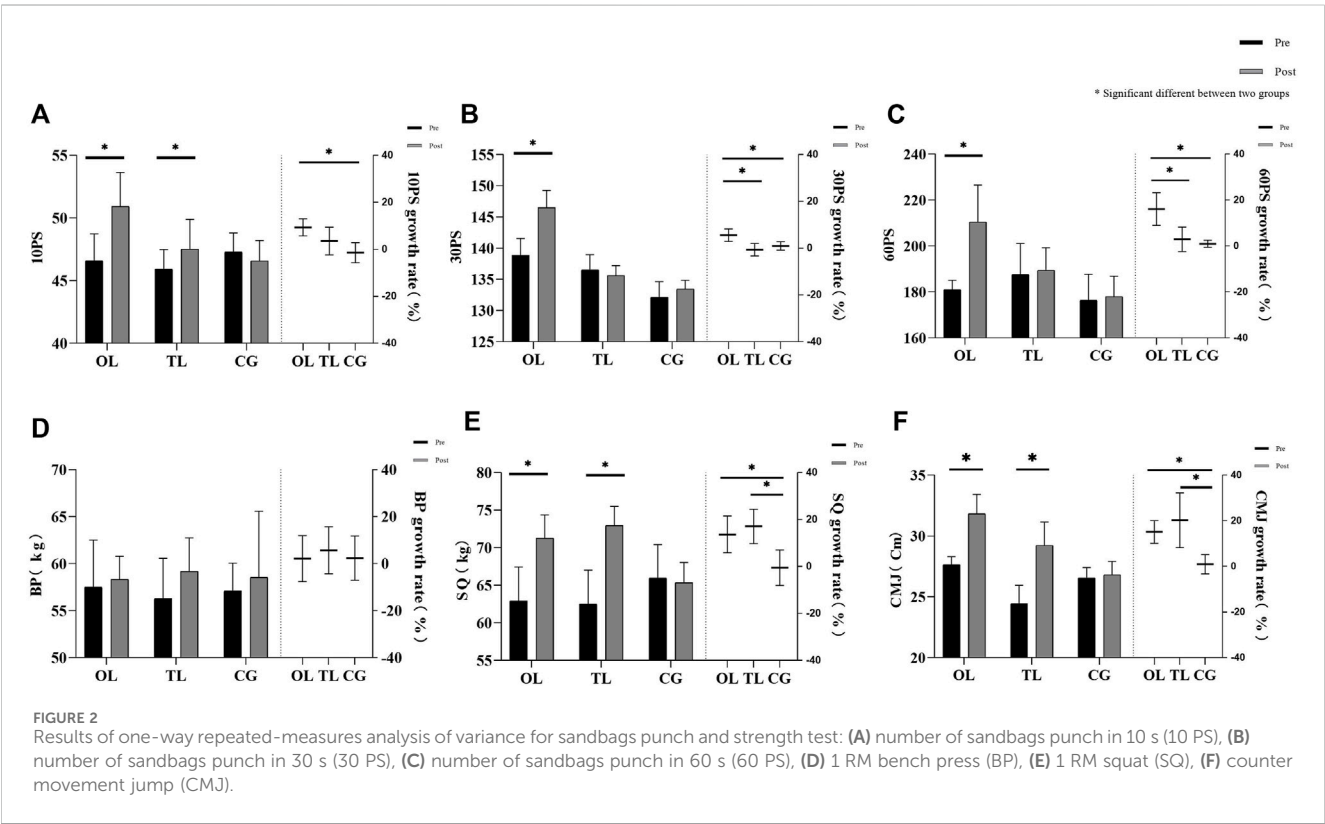 Pre
Post
* Significant different between two groups
A
Pre
Post
55
50
45
40
10PS
* *
*
40
20
0
-20
-40
10PS growth rate(%)
OL TL CG OL TL CG
B
Pre
Post
155
150
145
140
135
130
125
30PS
*
*
*
40
20
0
-20
-40
30PS growth rate(%)
OL TL CG OL TL CG
C
Pre
Post
240
220
200
180
160
60PS
*
*
*
40
20
0
-20
-40
60PS growth rate(%)
OL TL CG OL TL CG
D
Pre
Post
70
65
60
55
50
BP( kg)
40
20
0
-20
-40
BP growth rate(%)
OL TL CG OL TL CG
E
Pre
Post
80
75
70
65
60
55
SQ(kg)
* *
*
*
40
20
0
-20
-40
SQ growth rate(%)
OL TL CG OL TL CG
F
Pre
Post
35
30
25
20
CMJ(Cm)
* *
*
*
40
20
0
-20
-40
CMJ growth rate(%)
OL TL CG OL TL CG
FIGURE 2
Results of one-way repeated-measures analysis of variance for sandbags punch and strength test: (A) number of sandbags punch in 10 s (10 PS), (B)
number of sandbags punch in 30 s (30 PS), (C) number of sandbags punch in 60 s (60 PS), (D) 1 RM bench press (BP), (E) 1 RM squat (SQ), (F) counter
movement jump (CMJ).